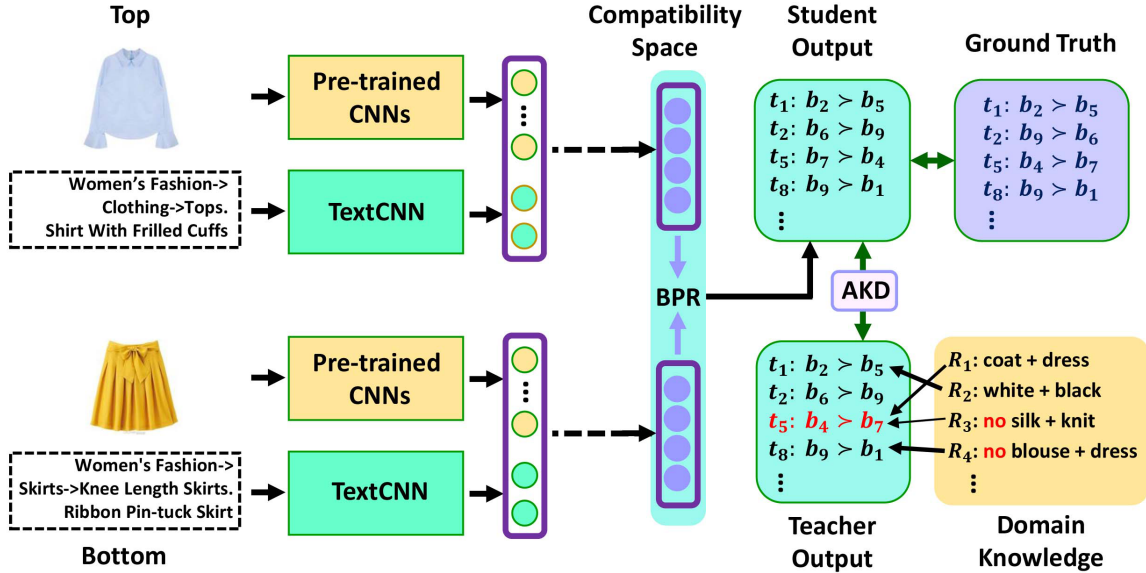 Top
Pre-trained
CNNs
Women's Fashion->
Clothing->Tops.
Shirt With Frilled Cuffs
TextCNN
Pre-trained
CNNs
Women's Fashion->
Skirts->Knee Length Skirts.
Ribbon Pin-tuck Skirt
TextCNN
Bottom
Compatibility
Space
BPR
Student
Output
t₁: b₂ ≻ b₅
t₂: b₆ ≻ b₉
t₅: b₇ ≻ b₄
t₈: b₉ ≻ b₁
Ground Truth
t₁: b₂ ≻ b₅
t₂: b₉ ≻ b₆
t₅: b₄ ≻ b₇
t₈: b₉ ≻ b₁
AKD
t₁: b₂ ≻ b₅
t₂: b₆ ≻ b₉
t₅: b₄ ≻ b₇
t₈: b₉ ≻ b₁
Teacher
Output
R₁: coat + dress
R₂: white + black
R₃: no silk + knit
R₄: no blouse + dress
Domain
Knowledge